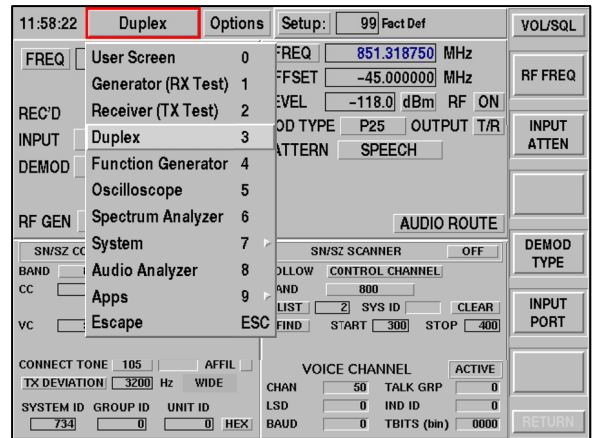 11:58:22 Duplex Options Setup: 99 Fact Def VOL/SQL
FREQ
User Screen 0
Generator (RX Test) 1
Receiver (TX Test) 2
Duplex 3
Function Generator 4
Oscilloscope 5
Spectrum Analyzer 6
System 7
Audio Analyzer 8
Apps 9
Escape ESC
REC'D
INPUT
DEMOD
RF GEN
FREQ 851.318750 MHz
FFSET -45.000000 MHz
EVEL -118.0 dBm RF ON
OD TYPE P25 OUTPUT T/R
ATTERN SPEECH
AUDIO ROUTE
RF FREQ
INPUT ATTEN
DEMOD TYPE
INPUT PORT
RETURN
SN/SZ CO
BAND
CC
VC
CONNECT TONE 105 AFFIL
TX DEVIATION 3200 Hz WIDE
SYSTEM ID GROUP ID UNIT ID
734 0 0 HEX
SN/SZ SCANNER OFF
OLLOW CONTROL CHANNEL
AND 800
LIST 2 SYS ID CLEAR
FIND START 300 STOP 400
VOICE CHANNEL ACTIVE
CHAN 50 TALK GRP 0
LSD 0 IND ID 0
BAUD 0 TBITS (bin) 0000